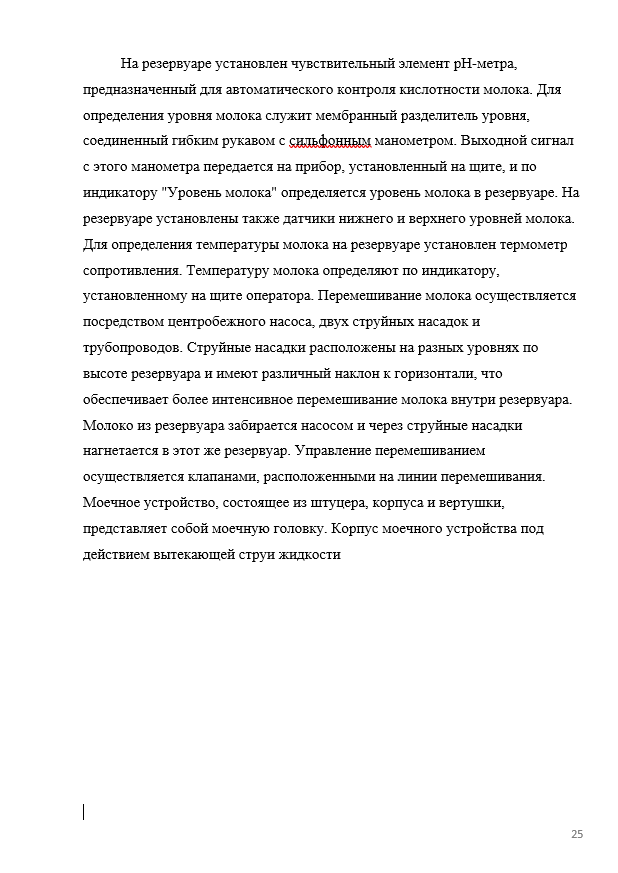 На резервуаре установлен чувствительный элемент рН-метра,
предназначенный для автоматического контроля кислотности молока. Для
определения уровня молока служит мембранный разделитель уровня,
соединенный гибким рукавом с сильфонным манометром. Выходной сигнал
с этого манометра передается на прибор, установленный на щите, и по
индикатору "Уровень молока" определяется уровень молока в резервуаре. На
резервуаре установлены также датчики нижнего и верхнего уровней молока.
Для определения температуры молока на резервуаре установлен термометр
сопротивления. Температуру молока определяют по индикатору,
установленному на щите оператора. Перемешивание молока осуществляется
посредством центробежного насоса, двух струйных насадок и
трубопроводов. Струйные насадки расположены на разных уровнях по
высоте резервуара и имеют различный наклон к горизонтали, что
обеспечивает более интенсивное перемешивание молока внутри резервуара.
Молоко из резервуара забирается насосом и через струйные насадки
нагнетается в этот же резервуар. Управление перемешиванием
осуществляется клапанами, расположенными на линии перемешивания.
Моечное устройство, состоящее из штуцера, корпуса и вертушки,
представляет собой моечную головку. Корпус моечного устройства под
действием вытекающей струи жидкости
25